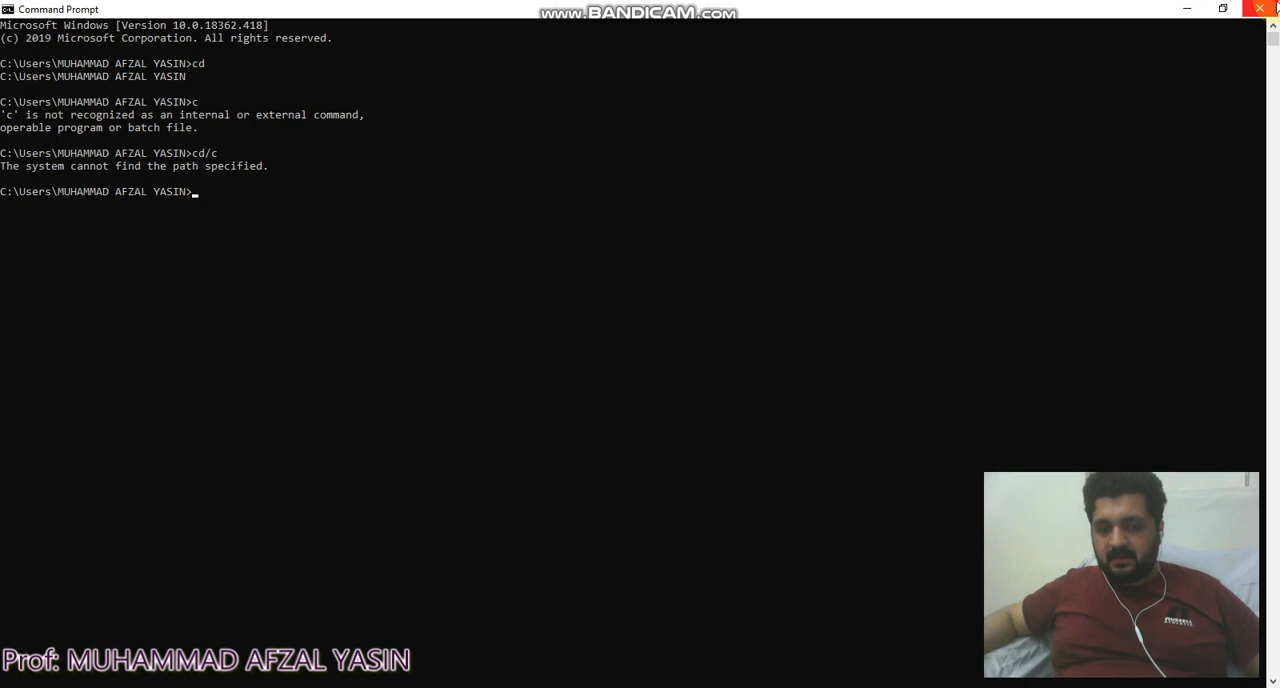 Command Prompt
www.BANDICAM.com
Microsoft Windows [Version 10.0.18362.418]
(c) 2019 Microsoft Corporation. All rights reserved.
C:\Users\MUHAMMAD AFZAL YASIN>cd
C:\Users\MUHAMMAD AFZAL YASIN
C:\Users\MUHAMMAD AFZAL YASIN>c
'c' is not recognized as an internal or external command,
operable program or batch file.
C:\Users\MUHAMMAD AFZAL YASIN>cd/c
The system cannot find the path specified.
C:\Users\MUHAMMAD AFZAL YASIN>
Prof: MUHAMMAD AFZAL YASIN